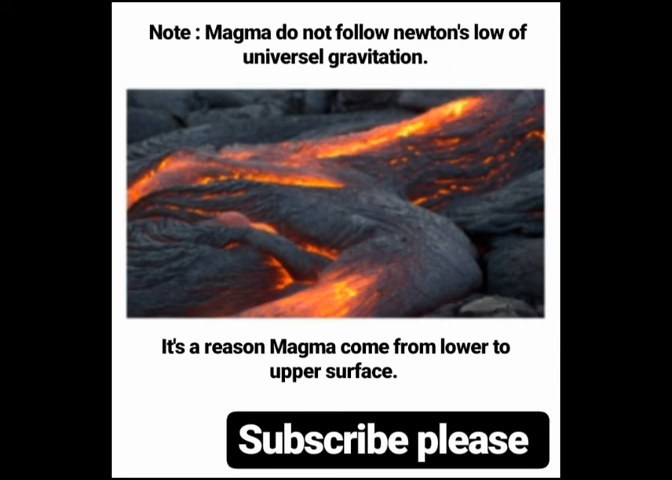 Note : Magma do not follow newton's low of
universel gravitation.
It's a reason Magma come from lower to
upper surface.
Subscribe please